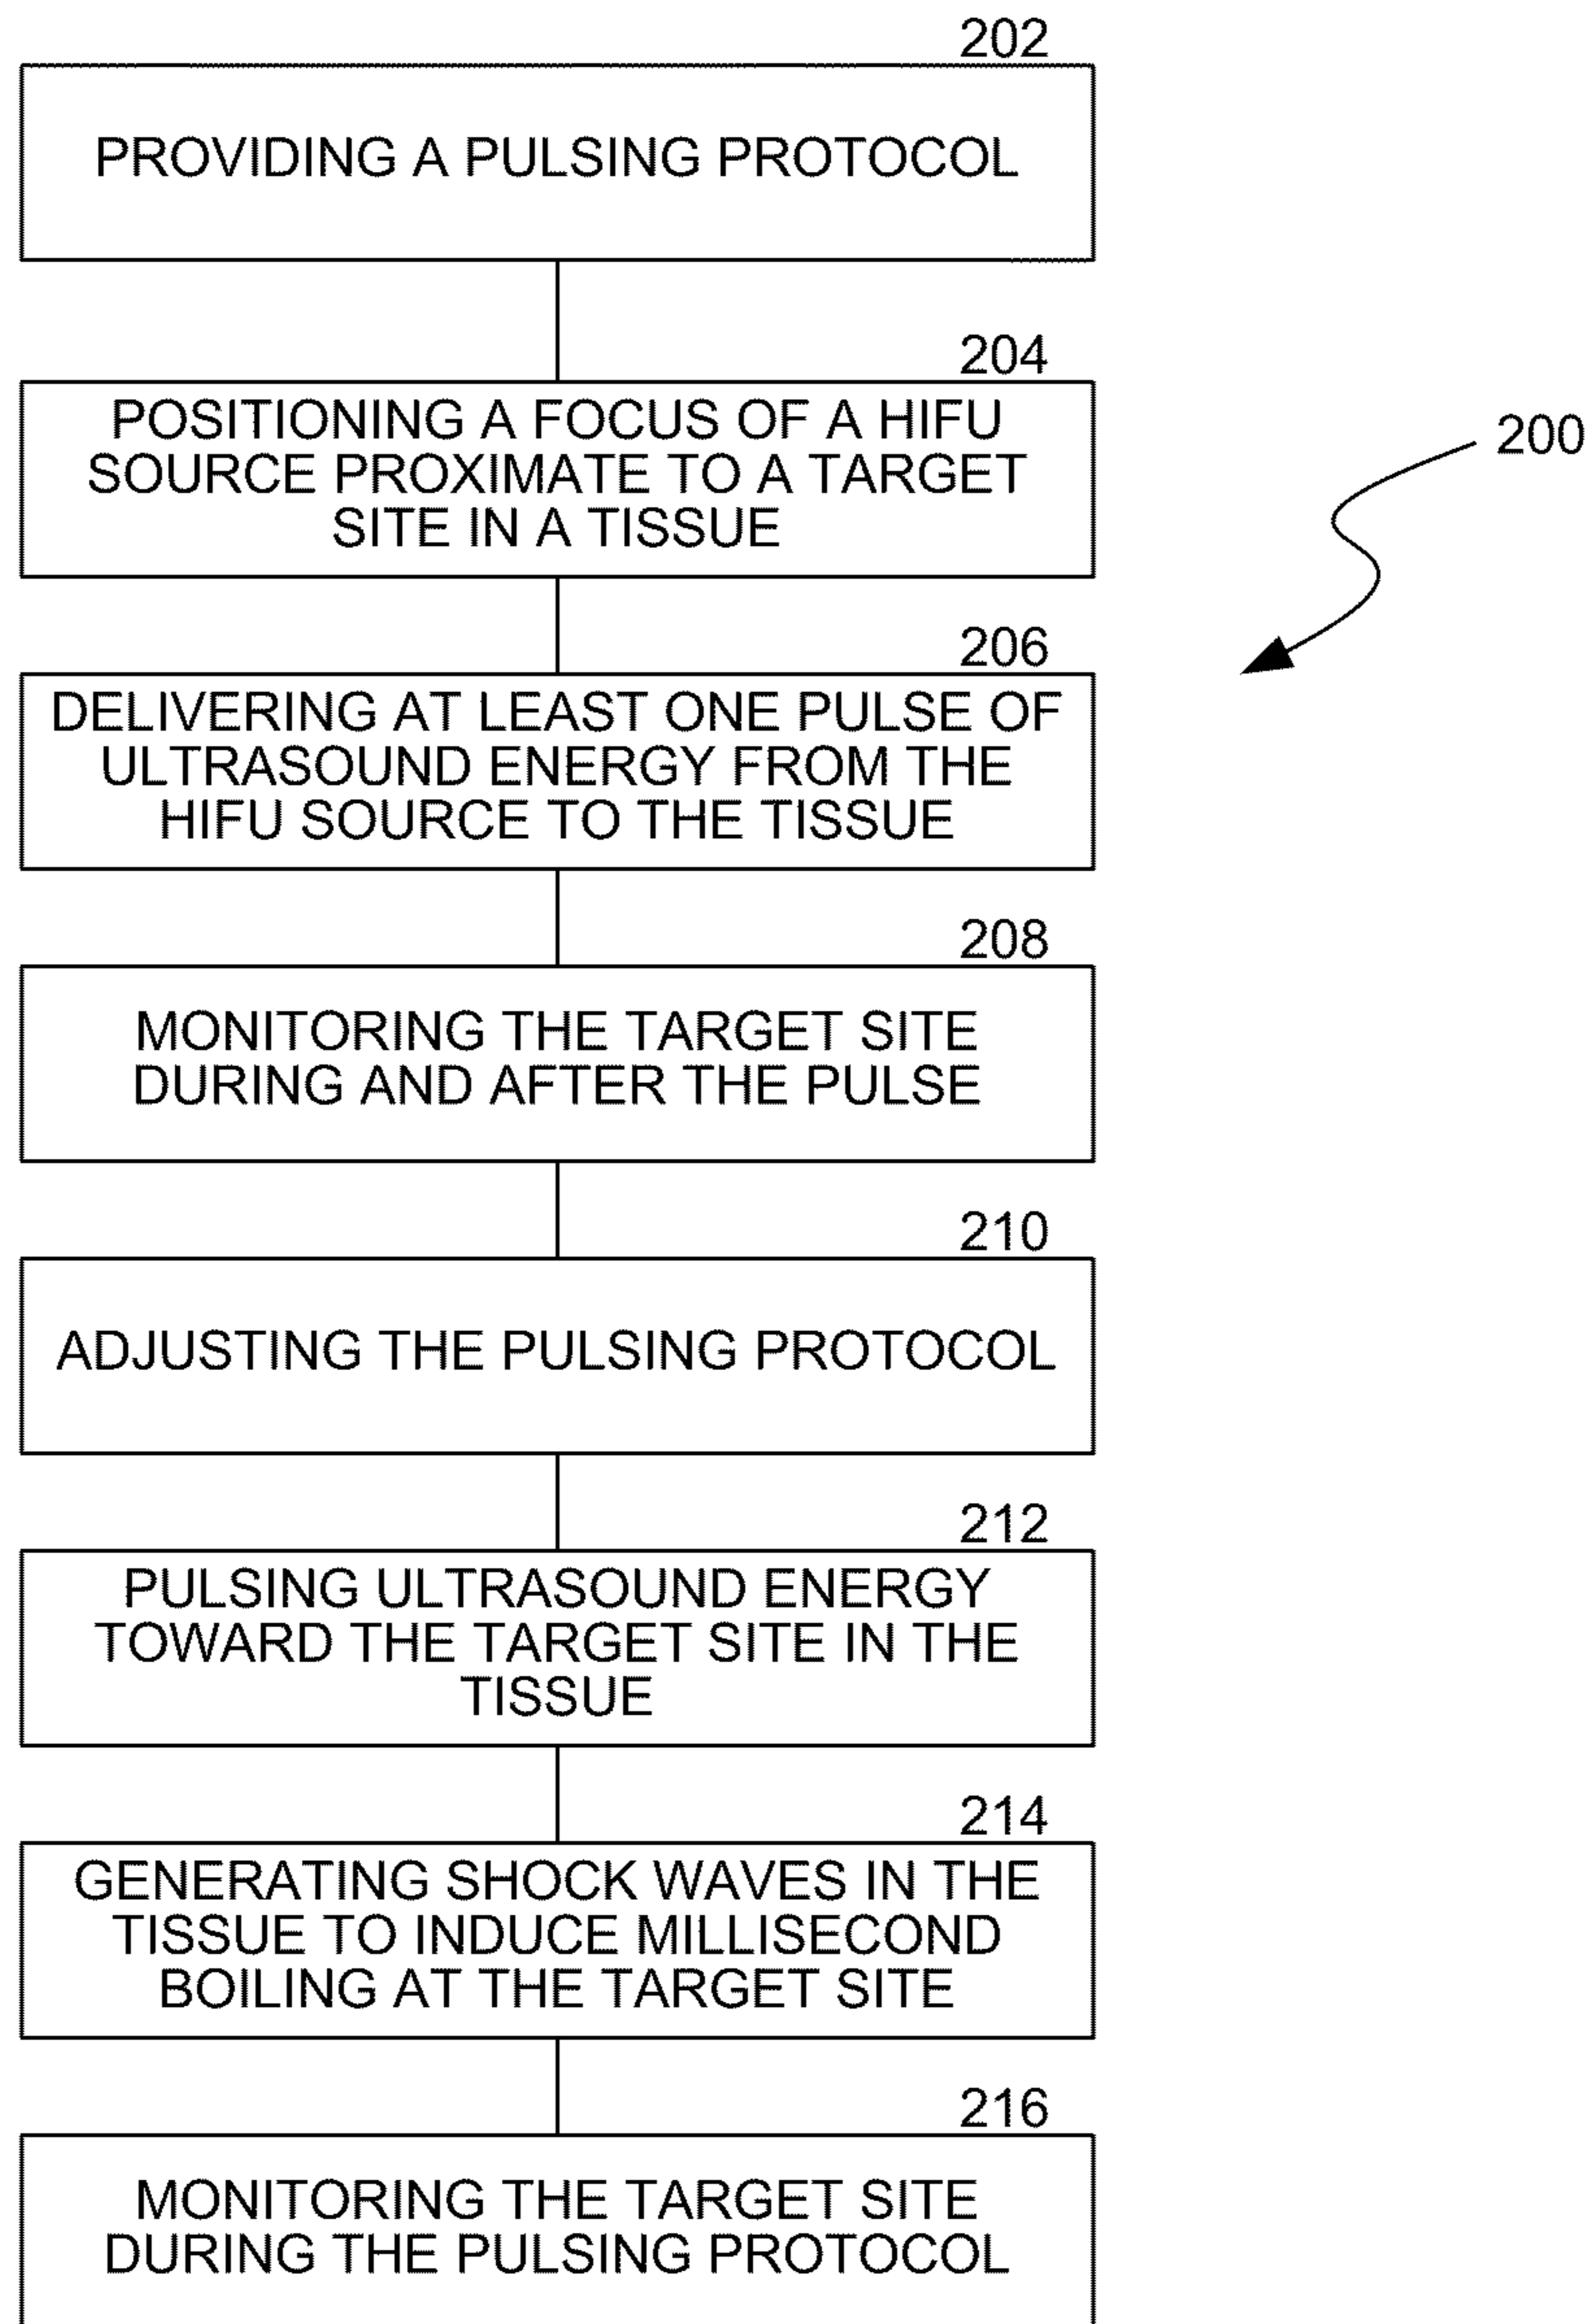 202
PROVIDING A PULSING PROTOCOL
204
POSITIONING A FOCUS OF A HIFU
SOURCE PROXIMATE TO A TARGET
SITE IN A TISSUE
200
206
DELIVERING AT LEAST ONE PULSE OF
ULTRASOUND ENERGY FROM THE
HIFU SOURCE TO THE TISSUE
208
MONITORING THE TARGET SITE
DURING AND AFTER THE PULSE
210
ADJUSTING THE PULSING PROTOCOL
212
PULSING ULTRASOUND ENERGY
TOWARD THE TARGET SITE IN THE
TISSUE
214
GENERATING SHOCK WAVES IN THE
TISSUE TO INDUCE MILLISECOND
BOILING AT THE TARGET SITE
216
MONITORING THE TARGET SITE
DURING THE PULSING PROTOCOL